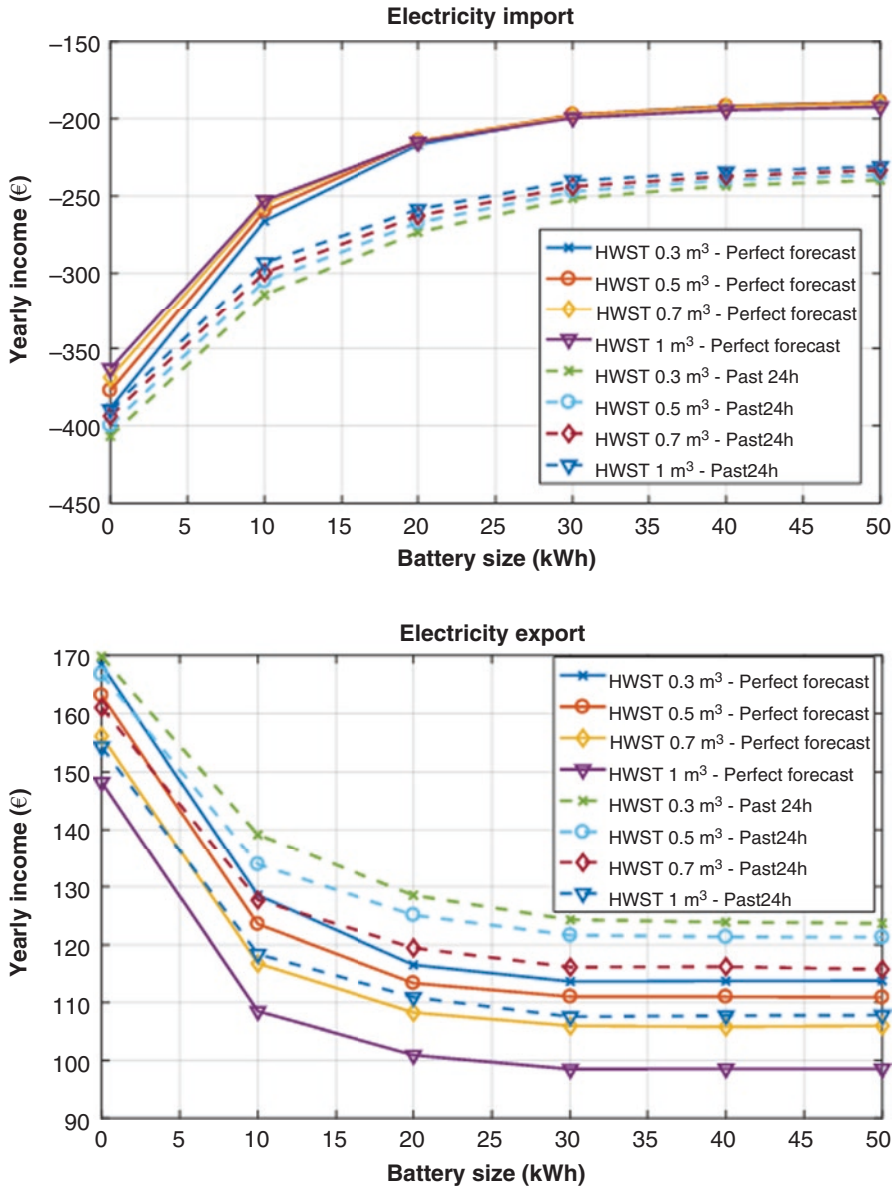 Electricity import
−150
−200
−250
−300
−350
−400
−450
Yearly income (€)
HWST 0.3 m³ - Perfect forecast
HWST 0.5 m³ - Perfect forecast
HWST 0.7 m³ - Perfect forecast
HWST 1 m³ - Perfect forecast
HWST 0.3 m³ - Past 24h
HWST 0.5 m³ - Past24h
HWST 0.7 m³ - Past24h
HWST 1 m³ - Past24h
0 5 10 15 20 25 30 35 40 45 50
Battery size (kWh)
Electricity export
170
160
150
140
130
120
110
100
90
Yearly income (€)
HWST 0.3 m³ - Perfect forecast
HWST 0.5 m³ - Perfect forecast
HWST 0.7 m³ - Perfect forecast
HWST 1 m³ - Perfect forecast
HWST 0.3 m³ - Past 24h
HWST 0.5 m³ - Past24h
HWST 0.7 m³ - Past24h
HWST 1 m³ - Past24h
0 5 10 15 20 25 30 35 40 45 50
Battery size (kWh)